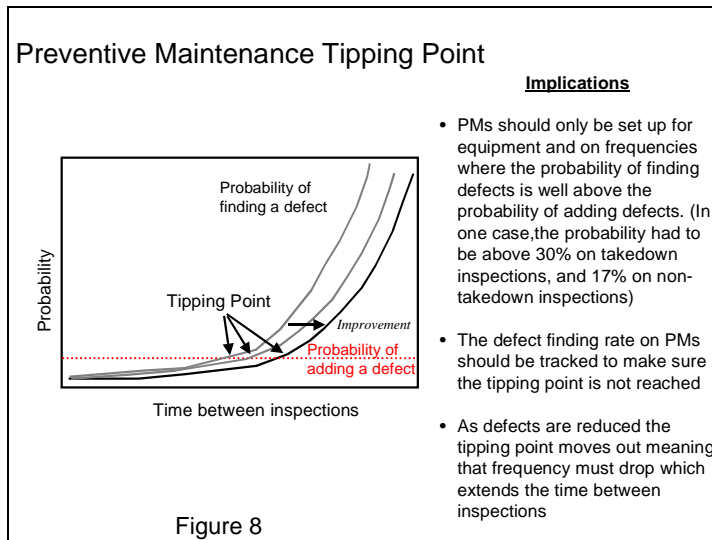 Preventive Maintenance Tipping Point
Implications
• PMs should only be set up for
equipment and on frequencies
where the probability of finding
defects is well above the
probability of adding defects. (In
one case,the probability had to
be above 30% on takedown
inspections, and 17% on non-
takedown inspections)
• The defect finding rate on PMs
should be tracked to make sure
the tipping point is not reached
• As defects are reduced the
tipping point moves out meaning
that frequency must drop which
extends the time between
inspections
Probability
Probability of
finding a defect
Tipping Point
Improvement
Probability of
adding a defect
Time between inspections
Figure 8